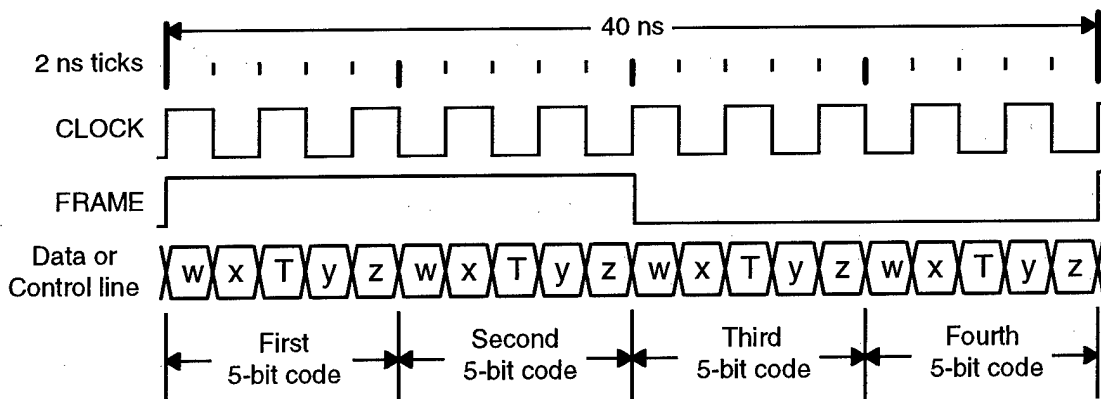 40 ns
2 ns ticks
CLOCK
FRAME
Data or
Control line
w x T y z w x T y z w x T y z w x T y z
First
5-bit code
Second
5-bit code
Third
5-bit code
Fourth
5-bit code